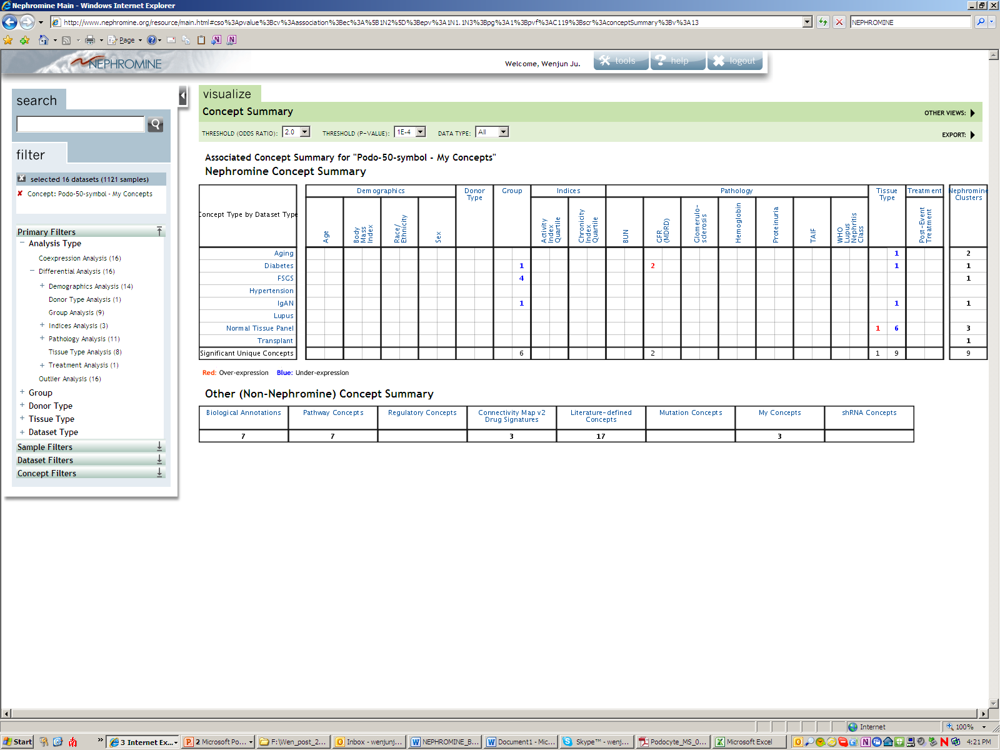 Nephromine Main - Windows Internet Explorer
http://www.nephromine.org/resource/main.html#cso%3Apvalue%3Bcv%3Aassociation%3Bec%3A%5B1N2%5D%3Bepv%3A1N1.1N3%3Bpg%3A1%3Bpvf%3AC119%3Bscr%3AconceptSummary%3Bv%3A13
NEPHROMINE
Page
NEPHROMINE
Welcome, Wenjun Ju.
tools
help
logout
search
filter
selected 16 datasets (1121 samples)
Concept: Podo-50-symbol - My Concepts
Primary Filters
Analysis Type
Coexpression Analysis (16)
Differential Analysis (16)
Demographics Analysis (14)
Donor Type Analysis (1)
Group Analysis (9)
Indices Analysis (3)
Pathology Analysis (11)
Tissue Type Analysis (8)
Treatment Analysis (1)
Outlier Analysis (16)
Group
Donor Type
Tissue Type
Dataset Type
Sample Filters
Dataset Filters
Concept Filters
visualize
Concept Summary
OTHER VIEWS:
THRESHOLD (ODDS RATIO): 2.0 THRESHOLD (P-VALUE): 1E-4 DATA TYPE: All
EXPORT:
Associated Concept Summary for "Podo-50-symbol - My Concepts"
Nephromine Concept Summary
Concept Type by Dataset Type
Demographics
Donor Type
Group
Indices
Pathology
Tissue Type
Treatment
Nephromine Clusters
Age
Body Mass Index
Race/ Ethnicity
Sex
Activity Index Quartile
Chronicity Index Quartile
BUN
GFR (MDRD)
Glomerulo-sclerosis
Hemoglobin
Proteinuria
TAIF
WHO Lupus Nephritis Class
Post-Event Treatment
Aging 1 2
Diabetes 1 2 1 1
FSGS 4 1
Hypertension
IgAN 1 1 1
Lupus
Normal Tissue Panel 1 6 3
Transplant 1
Significant Unique Concepts 6 2 1 9 9
Red: Over-expression Blue: Under-expression
Other (Non-Nephromine) Concept Summary
Biological Annotations
Pathway Concepts
Regulatory Concepts
Connectivity Map v2 Drug Signatures
Literature-defined Concepts
Mutation Concepts
My Concepts
shRNA Concepts
7 7 3 17 3
Internet
100%
Start
3 Internet Ex...
2 Microsoft Po...
F:\Wen_post_2...
Inbox - wenjunj...
NEPHROMINE_B...
Document1 - Mic...
Skype™ - wenj...
Podocyte_MS_0...
Microsoft Excel
4:21 PM